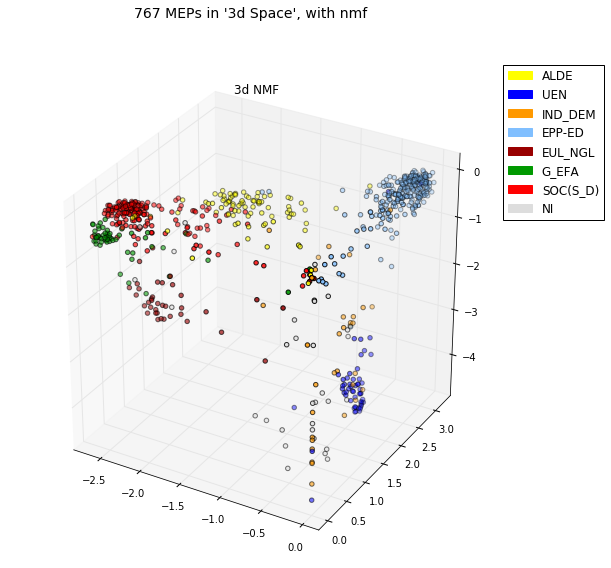 767 MEPs in '3d Space', with nmf
3d NMF
ALDE
UEN
IND_DEM
EPP-ED
EUL_NGL
G_EFA
SOC(S_D)
NI
0
−1
−2
−3
−4
3.0
2.5
2.0
1.5
1.0
0.5
0.0
−2.5
−2.0
−1.5
−1.0
−0.5
0.0